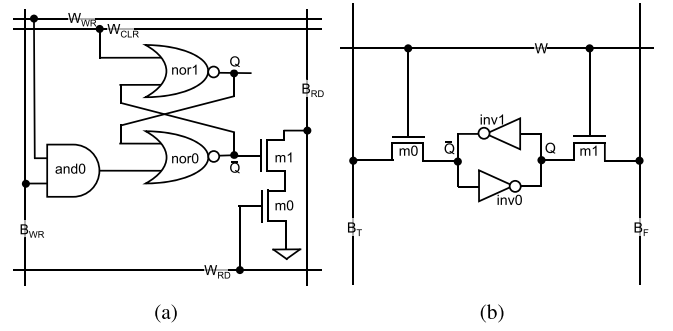 W_WR
W_CLR
nor1
Q
B_RD
and0
nor0
Q̅
m1
m0
B_WR
W_RD
(a)
W
inv1
m0
Q̅
Q
m1
inv0
B_T
B_F
(b)